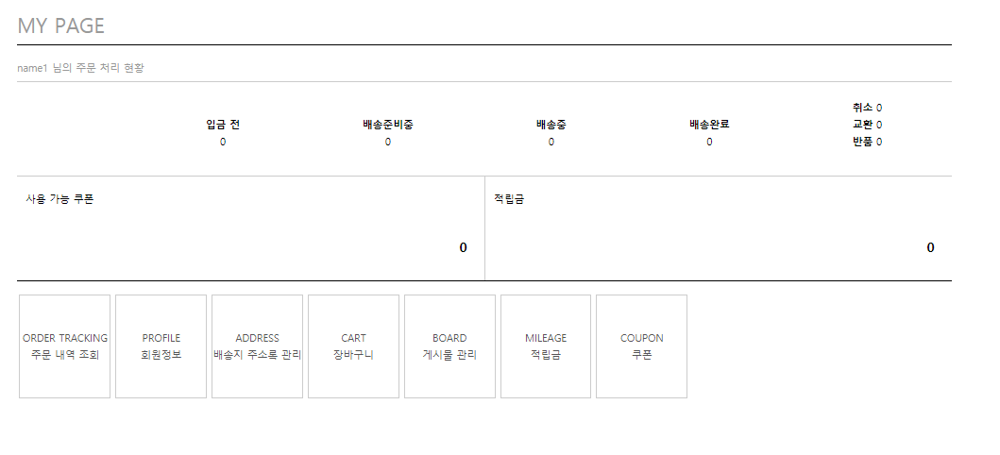 MY PAGE
name1 님의 주문 처리 현황
입금 전
0
배송준비중
0
배송중
0
배송완료
0
취소 0
교환 0
반품 0
사용 가능 쿠폰
0
적립금
0
ORDER TRACKING
주문 내역 조회
PROFILE
회원정보
ADDRESS
배송지 주소록 관리
CART
장바구니
BOARD
게시물 관리
MILEAGE
적립금
COUPON
쿠폰